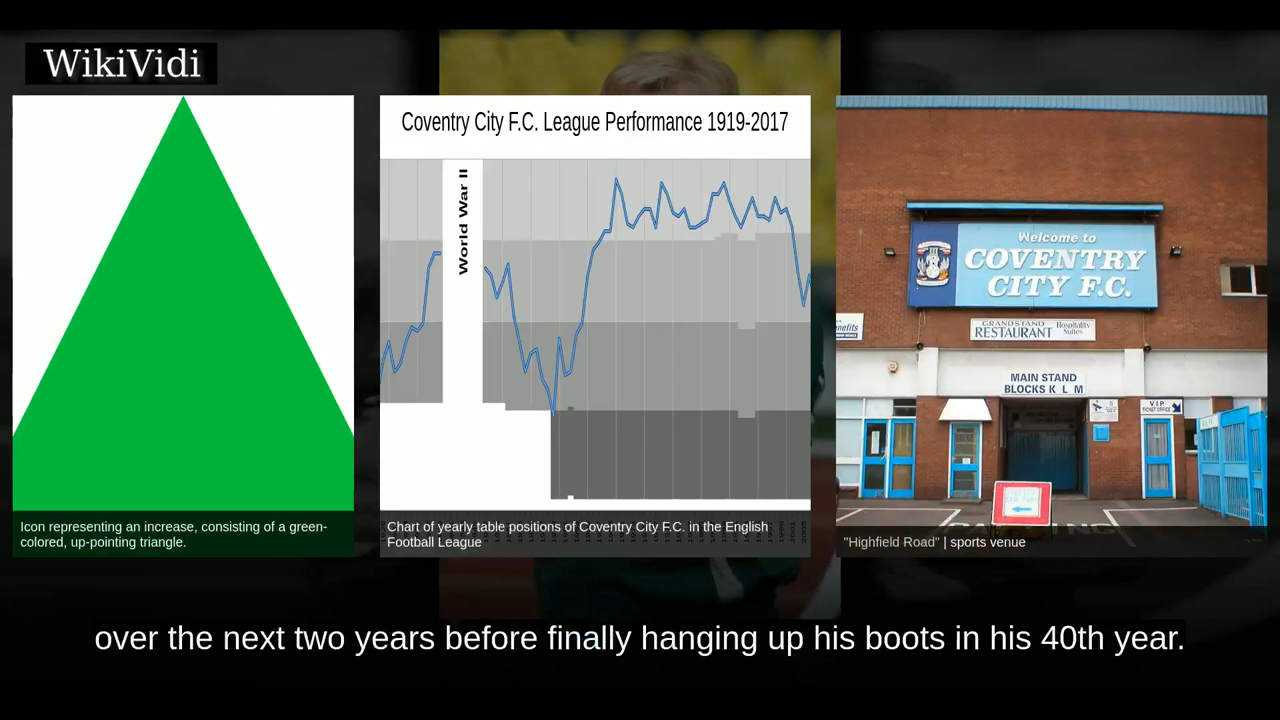 WikiVidi
Icon representing an increase, consisting of a green-
colored, up-pointing triangle.
Coventry City F.C. League Performance 1919-2017
World War II
Chart of yearly table positions of Coventry City F.C. in the English
Football League
Welcome to
COVENTRY
CITY F.C.
GRANDSTAND
RESTAURANT
Hospitality
Suites
MAIN STAND
BLOCKS K L M
V.I.P.
TICKET OFFICE
"Highfield Road" | sports venue
over the next two years before finally hanging up his boots in his 40th year.